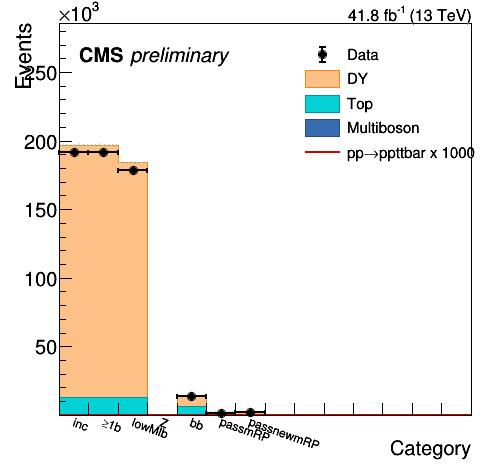 ×10³
41.8 fb⁻¹ (13 TeV)
Events
CMS preliminary
Data
DY
Top
Multiboson
pp→ppttbar x 1000
250
200
150
100
50
inc
≥1b
lowMlb
Z
bb
passmRP
passnewmRP
Category